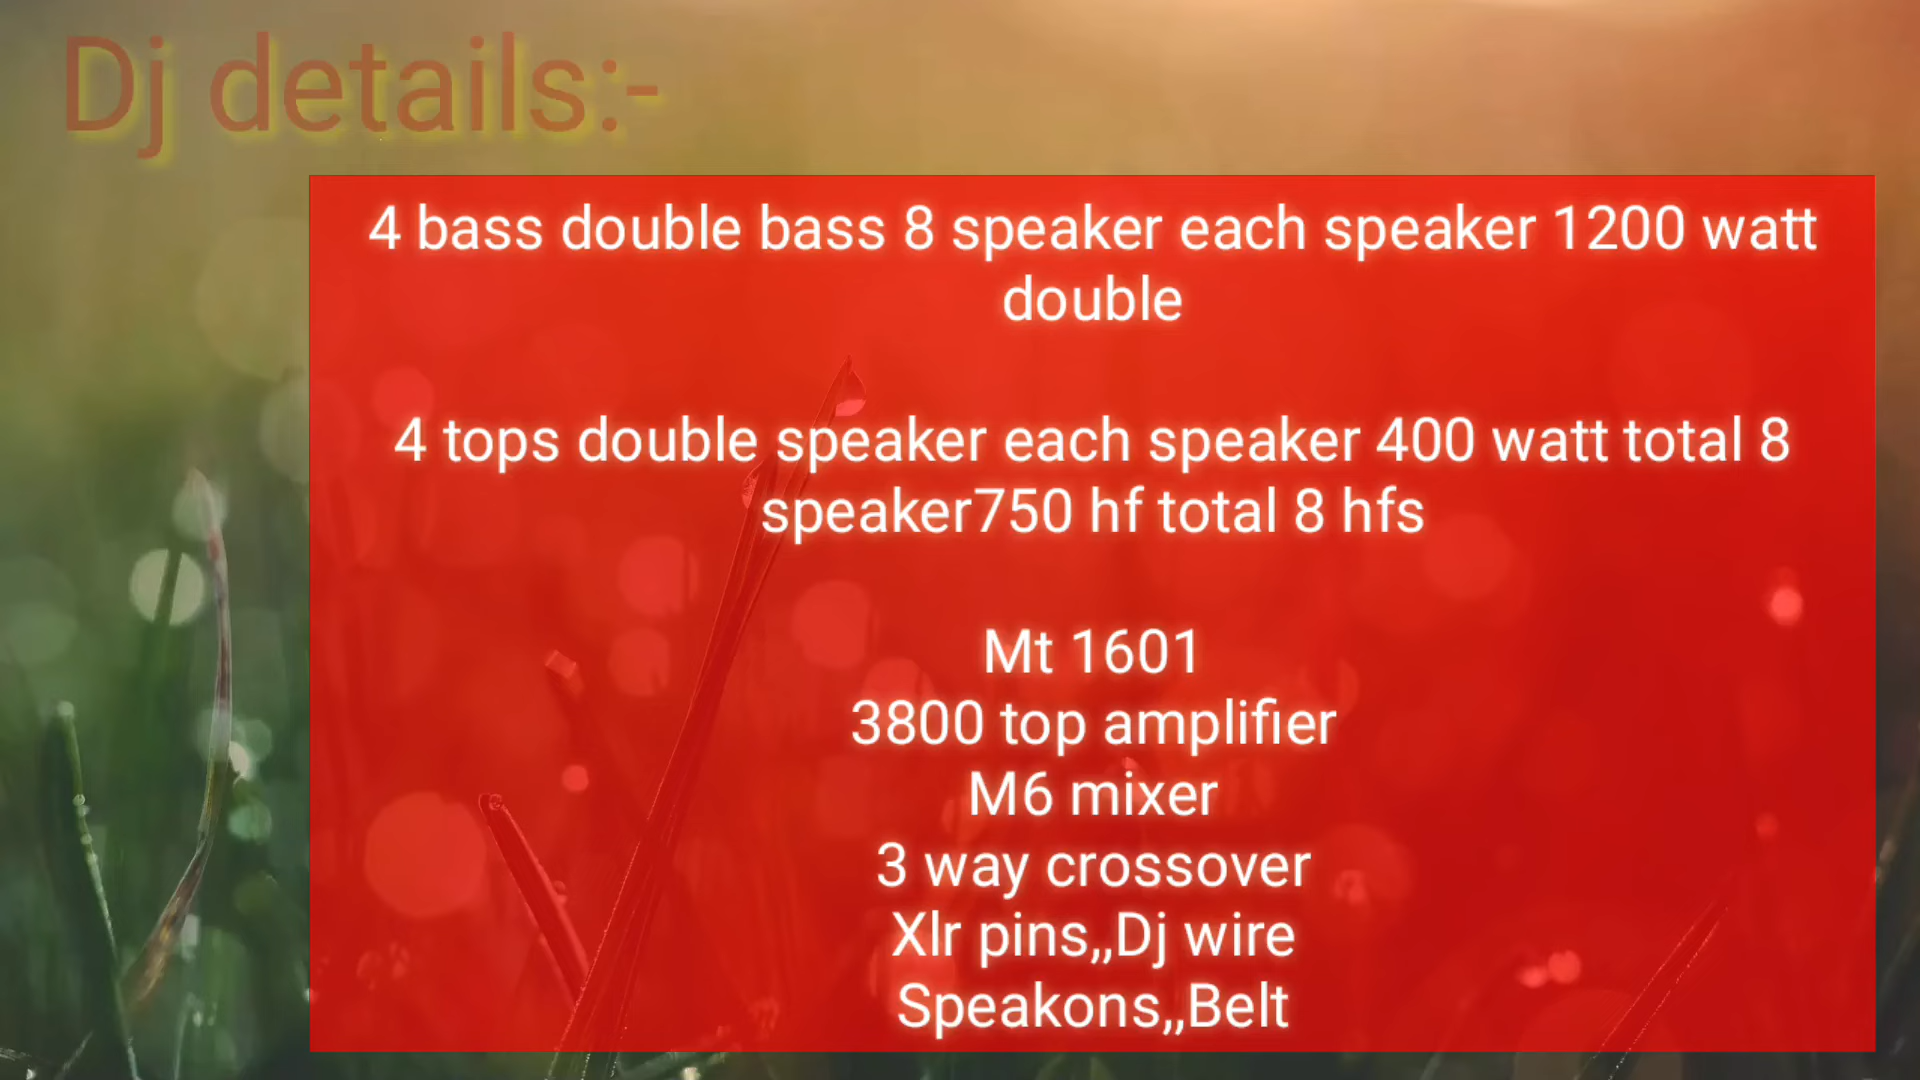 Dj details:-
4 bass double bass 8 speaker each speaker 1200 watt
double
4 tops double speaker each speaker 400 watt total 8
speaker750 hf total 8 hfs
Mt 1601
3800 top amplifier
M6 mixer
3 way crossover
Xlr pins,,Dj wire
Speakons,,Belt